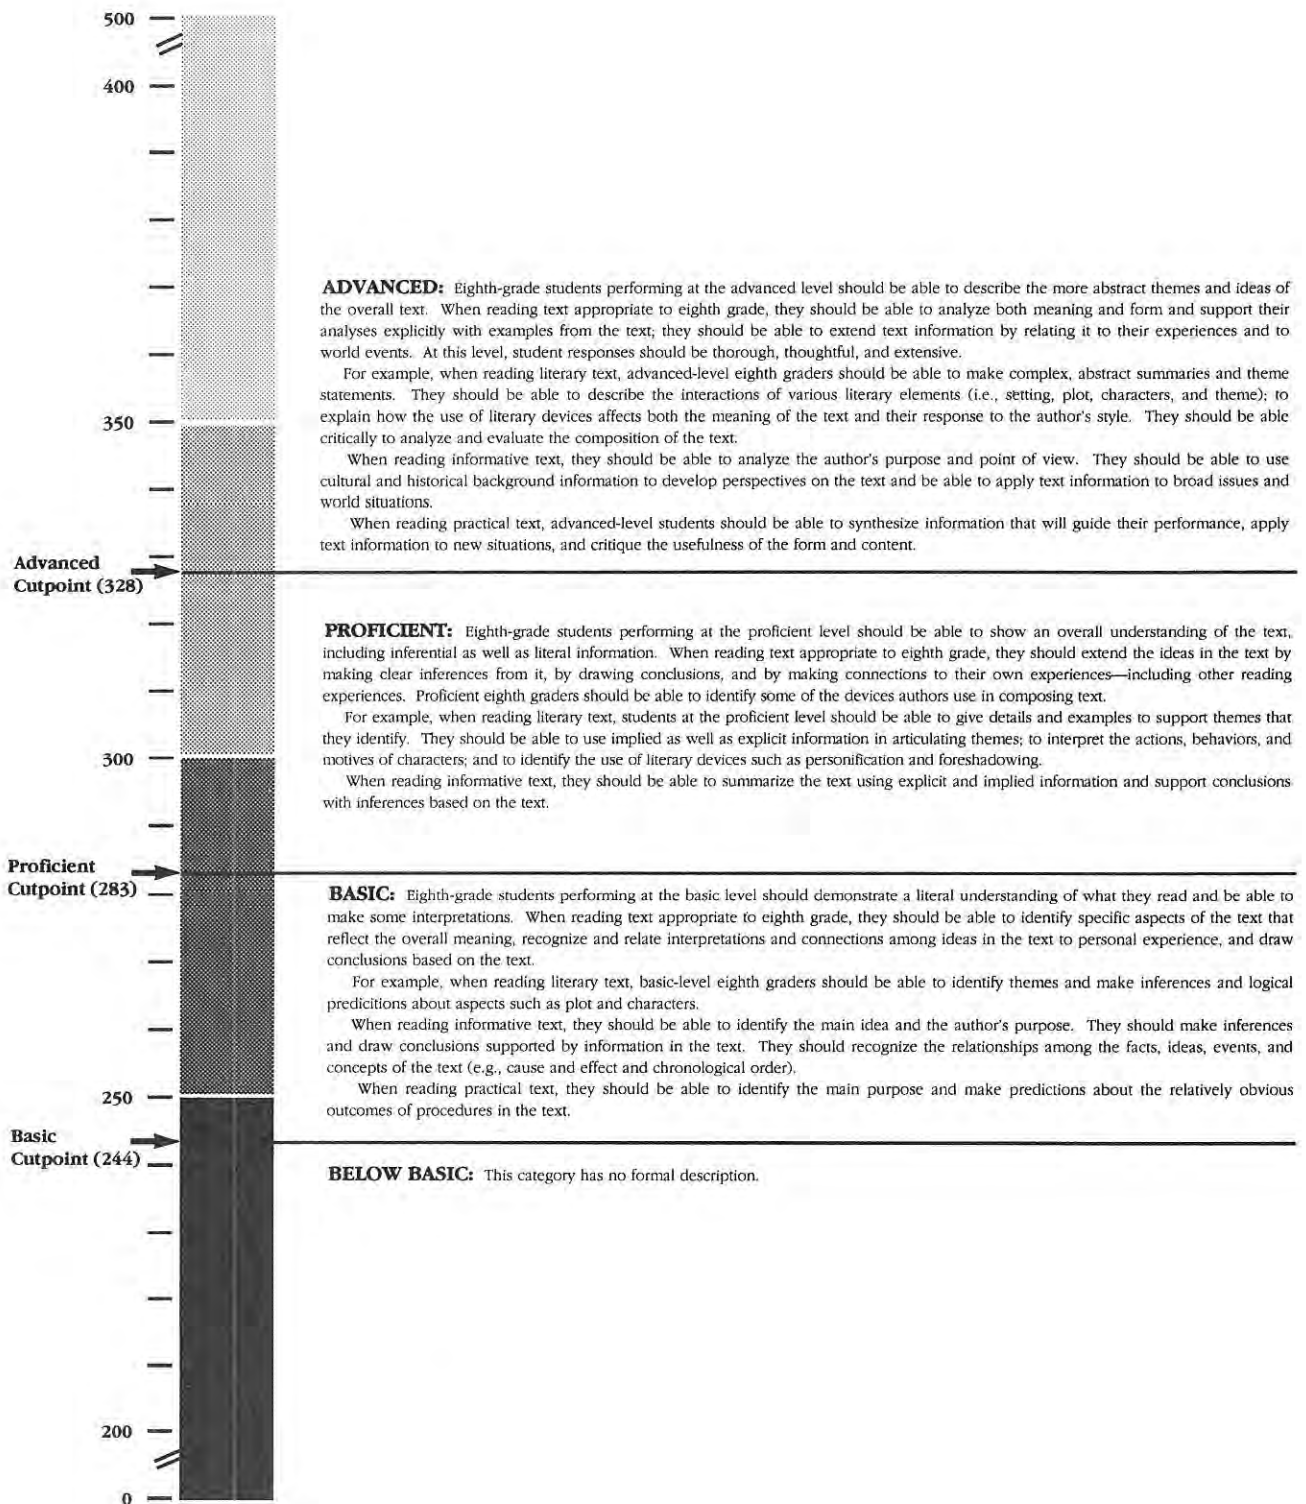 500
400
ADVANCED: Eighth-grade students performing at the advanced level should be able to describe the more abstract themes and ideas of
the overall text. When reading text appropriate to eighth grade, they should be able to analyze both meaning and form and support their
analyses explicitly with examples from the text; they should be able to extend text information by relating it to their experiences and to
world events. At this level, student responses should be thorough, thoughtful, and extensive.
For example, when reading literary text, advanced-level eighth graders should be able to make complex, abstract summaries and theme
statements. They should be able to describe the interactions of various literary elements (i.e., setting, plot, characters, and theme); to
explain how the use of literary devices affects both the meaning of the text and their response to the author's style. They should be able
critically to analyze and evaluate the composition of the text.
350
When reading informative text, they should be able to analyze the author's purpose and point of view. They should be able to use
cultural and historical background information to develop perspectives on the text and be able to apply text information to broad issues and
world situations.
When reading practical text, advanced-level students should be able to synthesize information that will guide their performance, apply
text information to new situations, and critique the usefulness of the form and content.
Advanced
Cutpoint (328)
PROFICIENT: Eighth-grade students performing at the proficient level should be able to show an overall understanding of the text,
including inferential as well as literal information. When reading text appropriate to eighth grade, they should extend the ideas in the text by
making clear inferences from it, by drawing conclusions, and by making connections to their own experiences—including other reading
experiences. Proficient eighth graders should be able to identify some of the devices authors use in composing text.
For example, when reading literary text, students at the proficient level should be able to give details and examples to support themes that
they identify. They should be able to use implied as well as explicit information in articulating themes; to interpret the actions, behaviors, and
motives of characters; and to identify the use of literary devices such as personification and foreshadowing.
300
When reading informative text, they should be able to summarize the text using explicit and implied information and support conclusions
with inferences based on the text.
Proficient
Cutpoint (283)
BASIC: Eighth-grade students performing at the basic level should demonstrate a literal understanding of what they read and be able to
make some interpretations. When reading text appropriate to eighth grade, they should be able to identify specific aspects of the text that
reflect the overall meaning, recognize and relate interpretations and connections among ideas in the text to personal experience, and draw
conclusions based on the text.
For example, when reading literary text, basic-level eighth graders should be able to identify themes and make inferences and logical
predicitions about aspects such as plot and characters.
When reading informative text, they should be able to identify the main idea and the author's purpose. They should make inferences
and draw conclusions supported by information in the text. They should recognize the relationships among the facts, ideas, events, and
concepts of the text (e.g., cause and effect and chronological order).
When reading practical text, they should be able to identify the main purpose and make predictions about the relatively obvious
outcomes of procedures in the text.
250
Basic
Cutpoint (244)
BELOW BASIC: This category has no formal description.
200
0